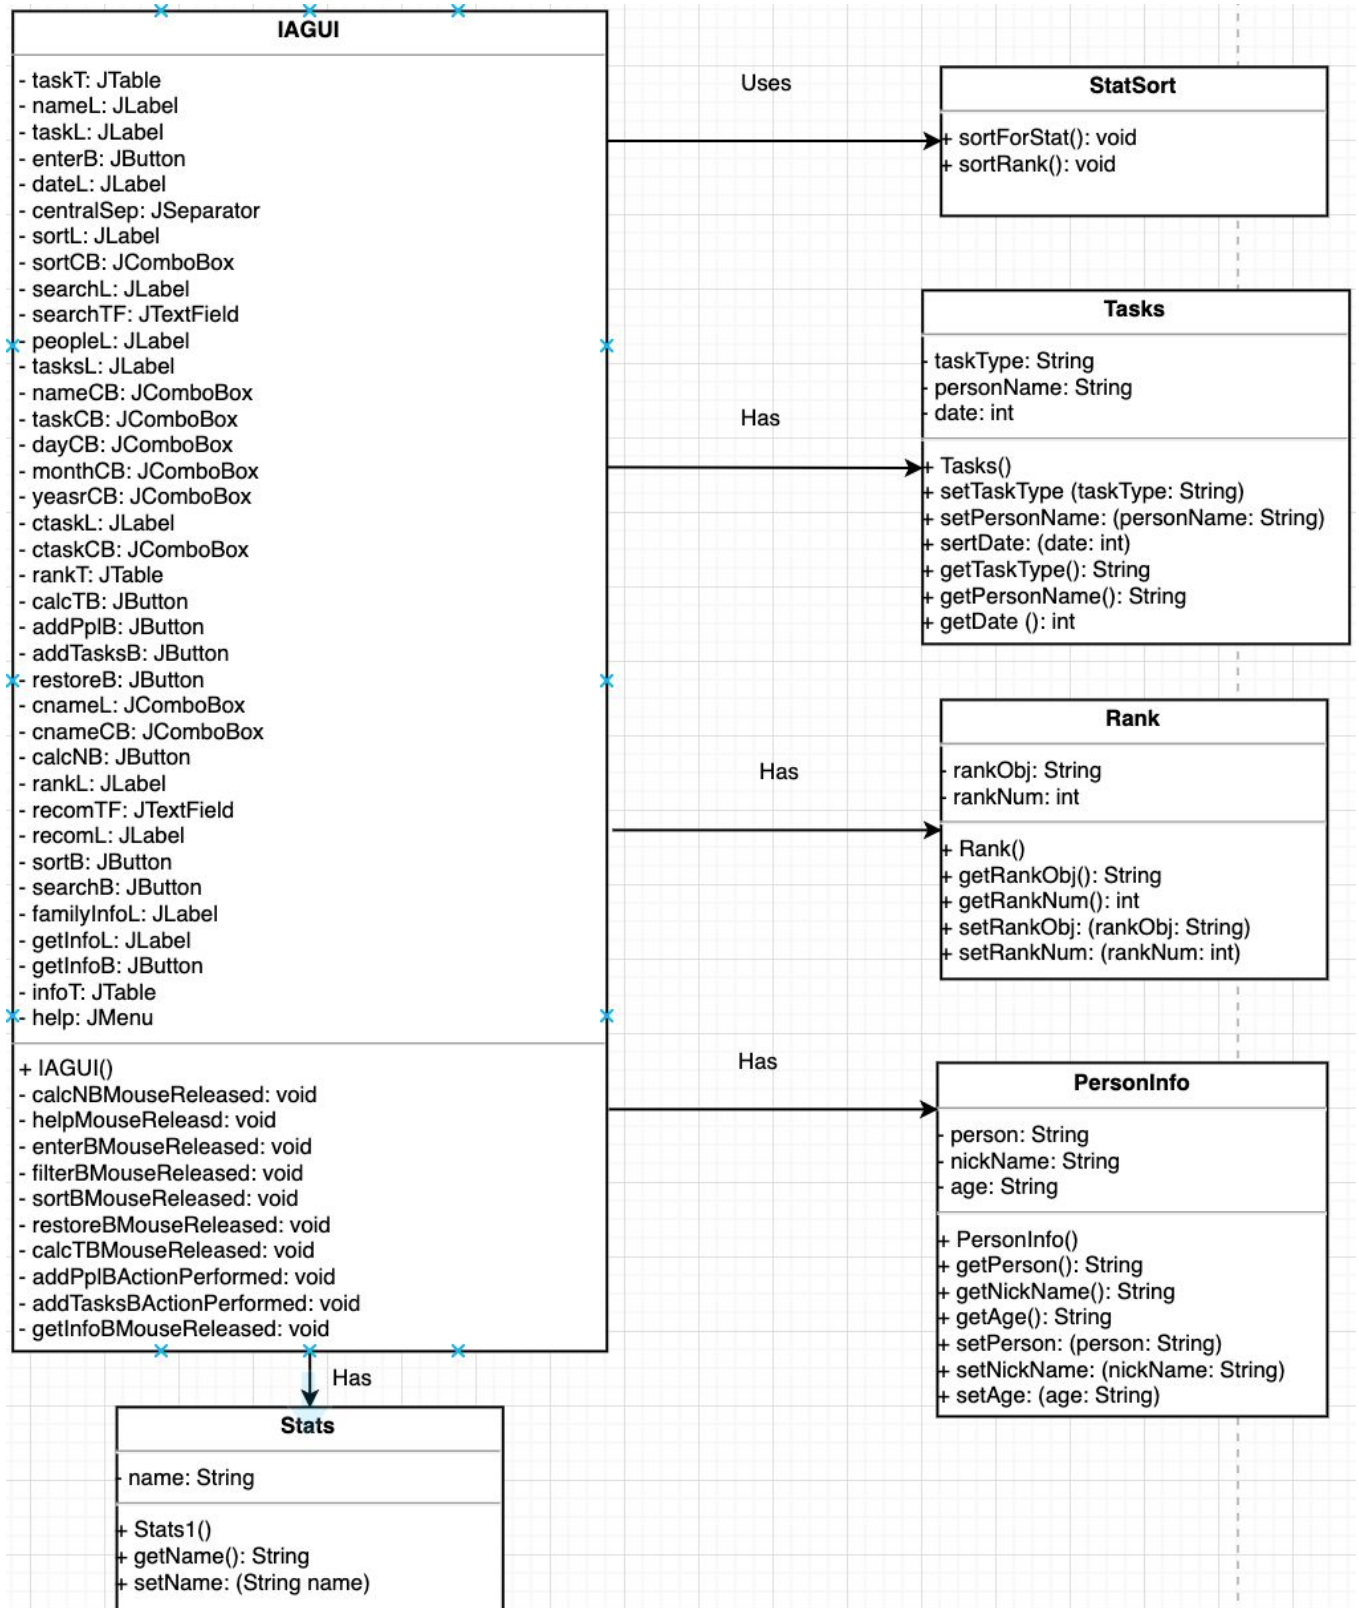 IAGUI
- taskT: JTable
- nameL: JLabel
- taskL: JLabel
- enterB: JButton
- dateL: JLabel
- centralSep: JSeparator
- sortL: JLabel
- sortCB: JComboBox
- searchL: JLabel
- searchTF: JTextField
- peopleL: JLabel
- tasksL: JLabel
- nameCB: JComboBox
- taskCB: JComboBox
- dayCB: JComboBox
- monthCB: JComboBox
- yeasrCB: JComboBox
- ctaskL: JLabel
- ctaskCB: JComboBox
- rankT: JTable
- calcTB: JButton
- addPplB: JButton
- addTasksB: JButton
- restoreB: JButton
- cnameL: JComboBox
- cnameCB: JComboBox
- calcNB: JButton
- rankL: JLabel
- recomTF: JTextField
- recomL: JLabel
- sortB: JButton
- searchB: JButton
- familyInfoL: JLabel
- getInfoL: JLabel
- getInfoB: JButton
- infoT: JTable
- help: JMenu
+ IAGUI()
- calcNBMouseReleased: void
- helpMouseReleasd: void
- enterBMouseReleased: void
- filterBMouseReleased: void
- sortBMouseReleased: void
- restoreBMouseReleased: void
- calcTBMouseReleased: void
- addPplBActionPerformed: void
- addTasksBActionPerformed: void
- getInfoBMouseReleased: void
Uses
StatSort
+ sortForStat(): void
+ sortRank(): void
Has
Tasks
- taskType: String
- personName: String
- date: int
+ Tasks()
+ setTaskType (taskType: String)
+ setPersonName: (personName: String)
+ sertDate: (date: int)
+ getTaskType(): String
+ getPersonName(): String
+ getDate (): int
Has
Rank
- rankObj: String
- rankNum: int
+ Rank()
+ getRankObj(): String
+ getRankNum(): int
+ setRankObj: (rankObj: String)
+ setRankNum: (rankNum: int)
Has
PersonInfo
- person: String
- nickName: String
- age: String
+ PersonInfo()
+ getPerson(): String
+ getNickName(): String
+ getAge(): String
+ setPerson: (person: String)
+ setNickName: (nickName: String)
+ setAge: (age: String)
Has
Stats
- name: String
+ Stats1()
+ getName(): String
+ setName: (String name)